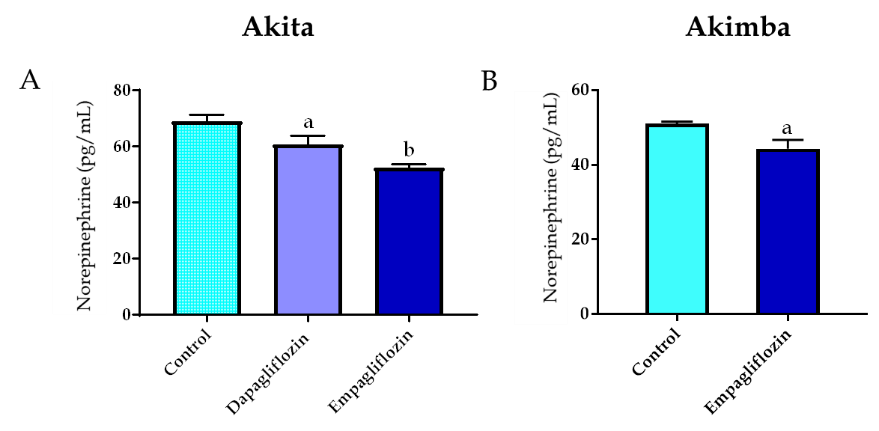 Akita
Akimba
A
B
Norepinephrine (pg/mL)
80
60
40
20
0
a
b
Control
Dapagliflozin
Empagliflozin
Norepinephrine (pg/mL)
60
40
20
0
a
Control
Empagliflozin